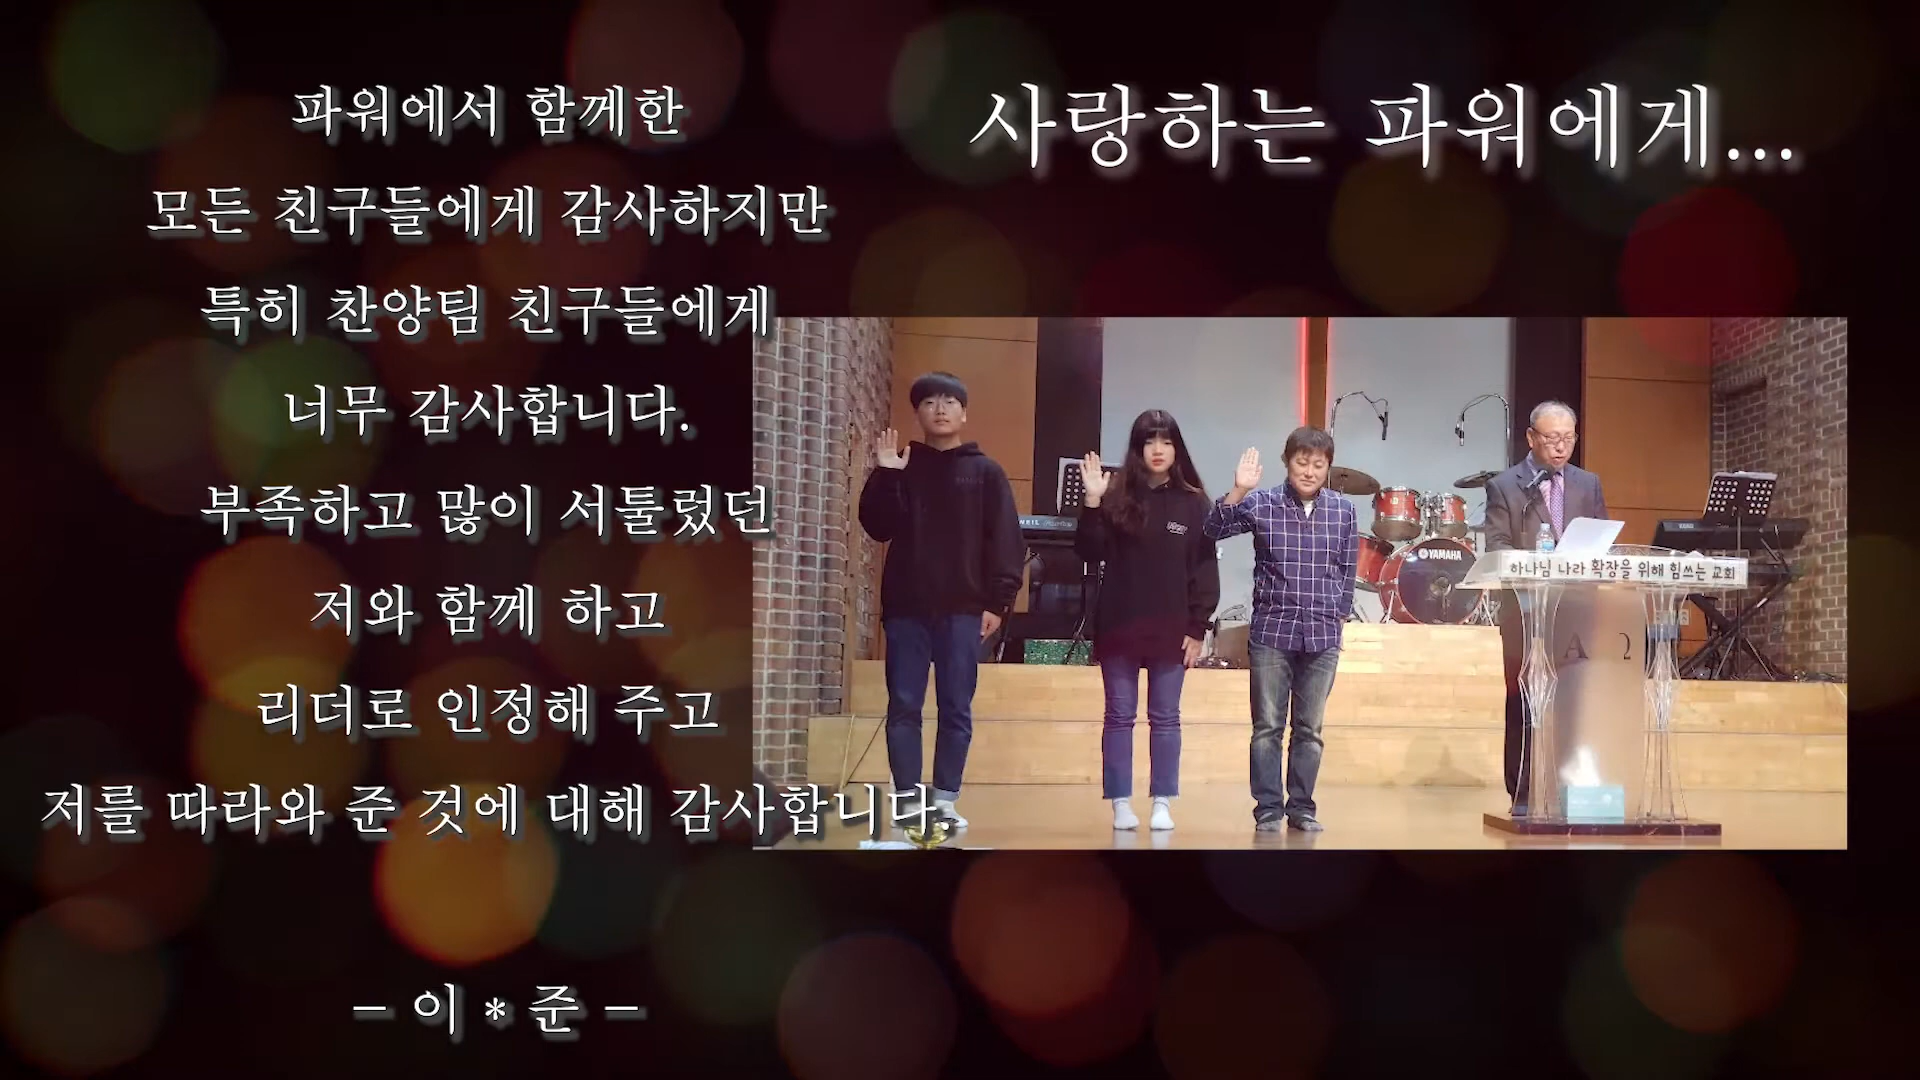 사랑하는 파워에게...
파워에서 함께한
모든 친구들에게 감사하지만
특히 찬양팀 친구들에게
너무 감사합니다.
부족하고 많이 서툴렀던
저와 함께 하고
리더로 인정해 주고
저를 따라와 준 것에 대해 감사합니다.
- 이 * 준 -
YAMAHA
하나님 나라 확장을 위해 힘쓰는 교회